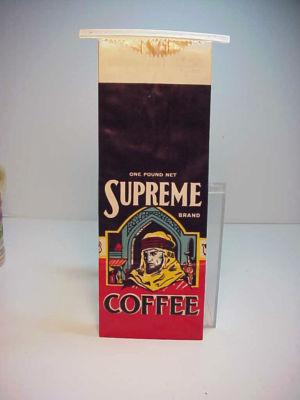 ONE POUND NET
SUPREME
BRAND
COFFEE